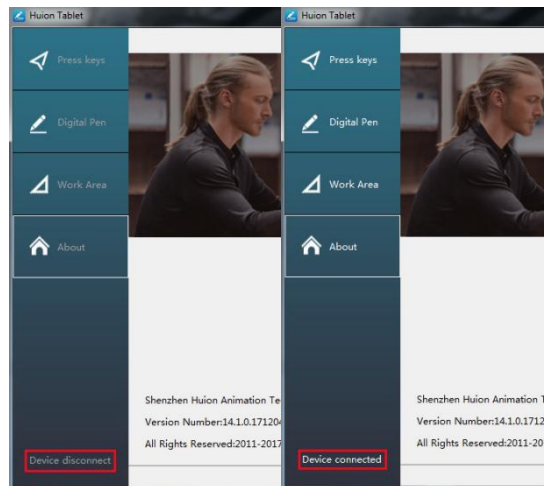 Huion Tablet
Press keys
Digital Pen
Work Area
About
Shenzhen Huion Animation Te
Version Number:14.1.0.17120
All Rights Reserved:2011-2017
Device disconnect
Huion Tablet
Press keys
Digital Pen
Work Area
About
Shenzhen Huion Animation T
Version Number:14.1.0.1712
All Rights Reserved:2011-20
Device connected